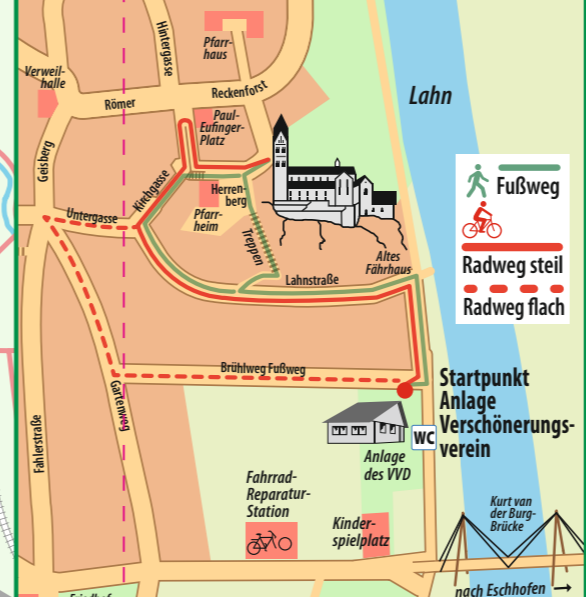 Hintergasse
Pfarr-
haus
Verweil-
halle
Römer
Reckenforst
Lahn
Paul-
Eufinger-
Platz
Geisberg
Kirchgasse
Untergasse
Herren-
berg
Pfarr-
heim
Treppen
Fußweg
Altes
Fährhaus
Radweg steil
Radweg flach
Lahnstraße
Brühlweg Fußweg
Startpunkt
Anlage
Verschönerungs-
verein
Gartenweg
Fahlerstraße
WC
Anlage
des VVD
Fahrrad-
Reparatur-
Station
Kinder-
spielplatz
Kurt van
der Burg-
Brücke
nach Eschhofen
Friedhof